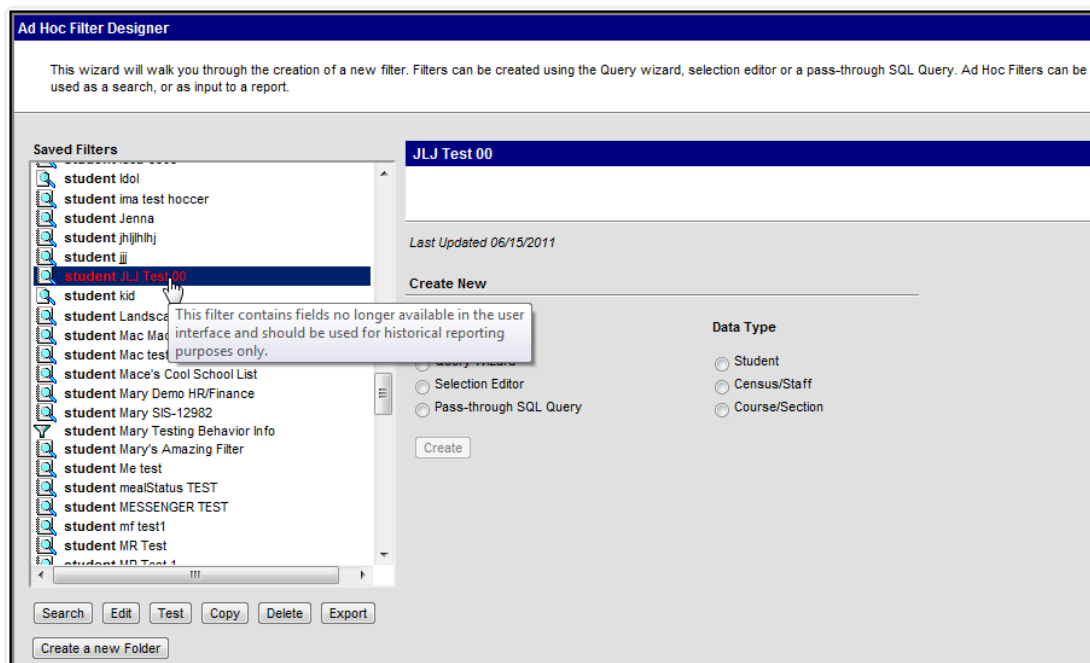 Ad Hoc Filter Designer
This wizard will walk you through the creation of a new filter. Filters can be created using the Query wizard, selection editor or a pass-through SQL Query. Ad Hoc Filters can be
used as a search, or as input to a report.
Saved Filters
student Idol
student ima test hoccer
student Jenna
student jhljhlhj
student jjj
student JLJ Test 00
student kid
student Landsca
student Mac Mac
student Mac test
student Mace's Cool School List
student Mary Demo HR/Finance
student Mary SIS-12982
student Mary Testing Behavior Info
student Mary's Amazing Filter
student Me test
student mealStatus TEST
student MESSENGER TEST
student mf test1
student MR Test
student MR Test 1
Search Edit Test Copy Delete Export
Create a new Folder
JLJ Test 00
Last Updated 06/15/2011
Create New
This filter contains fields no longer available in the user
interface and should be used for historical reporting
purposes only.
Data Type
Query Wizard
Student
Selection Editor
Census/Staff
Pass-through SQL Query
Course/Section
Create